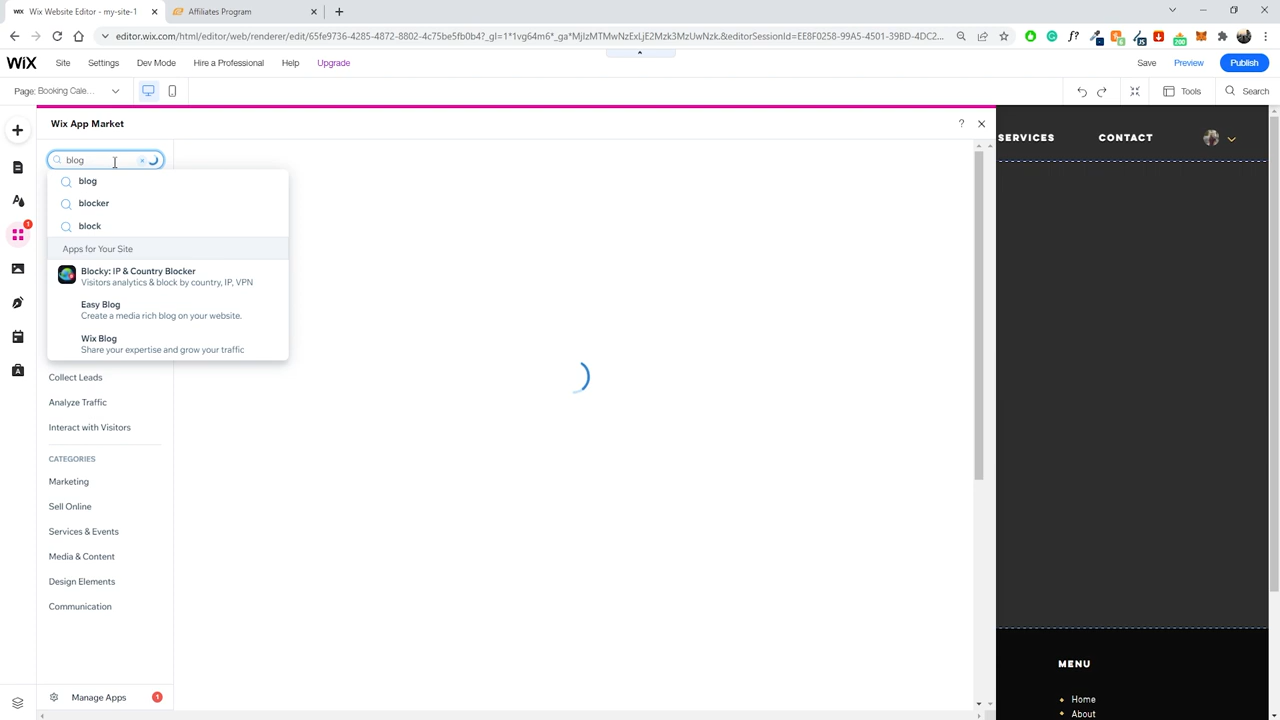 Wix Website Editor - my-site-1
Affiliates Program
editor.wix.com/html/editor/web/renderer/edit/65fe9736-4285-4872-8802-4c75be5fb0b4?_gl=1*1vg64m6*_ga*MjIzMTMwNzExLjE2Mzk3MzUwNzk.&editorSessionId=EE8F0258-99A5-4501-39BD-4DC2...
WiX Site Settings Dev Mode Hire a Professional Help Upgrade Save Preview Publish
Page: Booking Cale... Tools Search
Wix App Market ?
SERVICES CONTACT
blog
blog
blocker
block
Apps for Your Site
Blocky: IP & Country Blocker
Visitors analytics & block by country, IP, VPN
Easy Blog
Create a media rich blog on your website.
Wix Blog
Share your expertise and grow your traffic
Collect Leads
Analyze Traffic
Interact with Visitors
CATEGORIES
Marketing
Sell Online
Services & Events
Media & Content
Design Elements
Communication
Manage Apps 1
MENU
Home
About